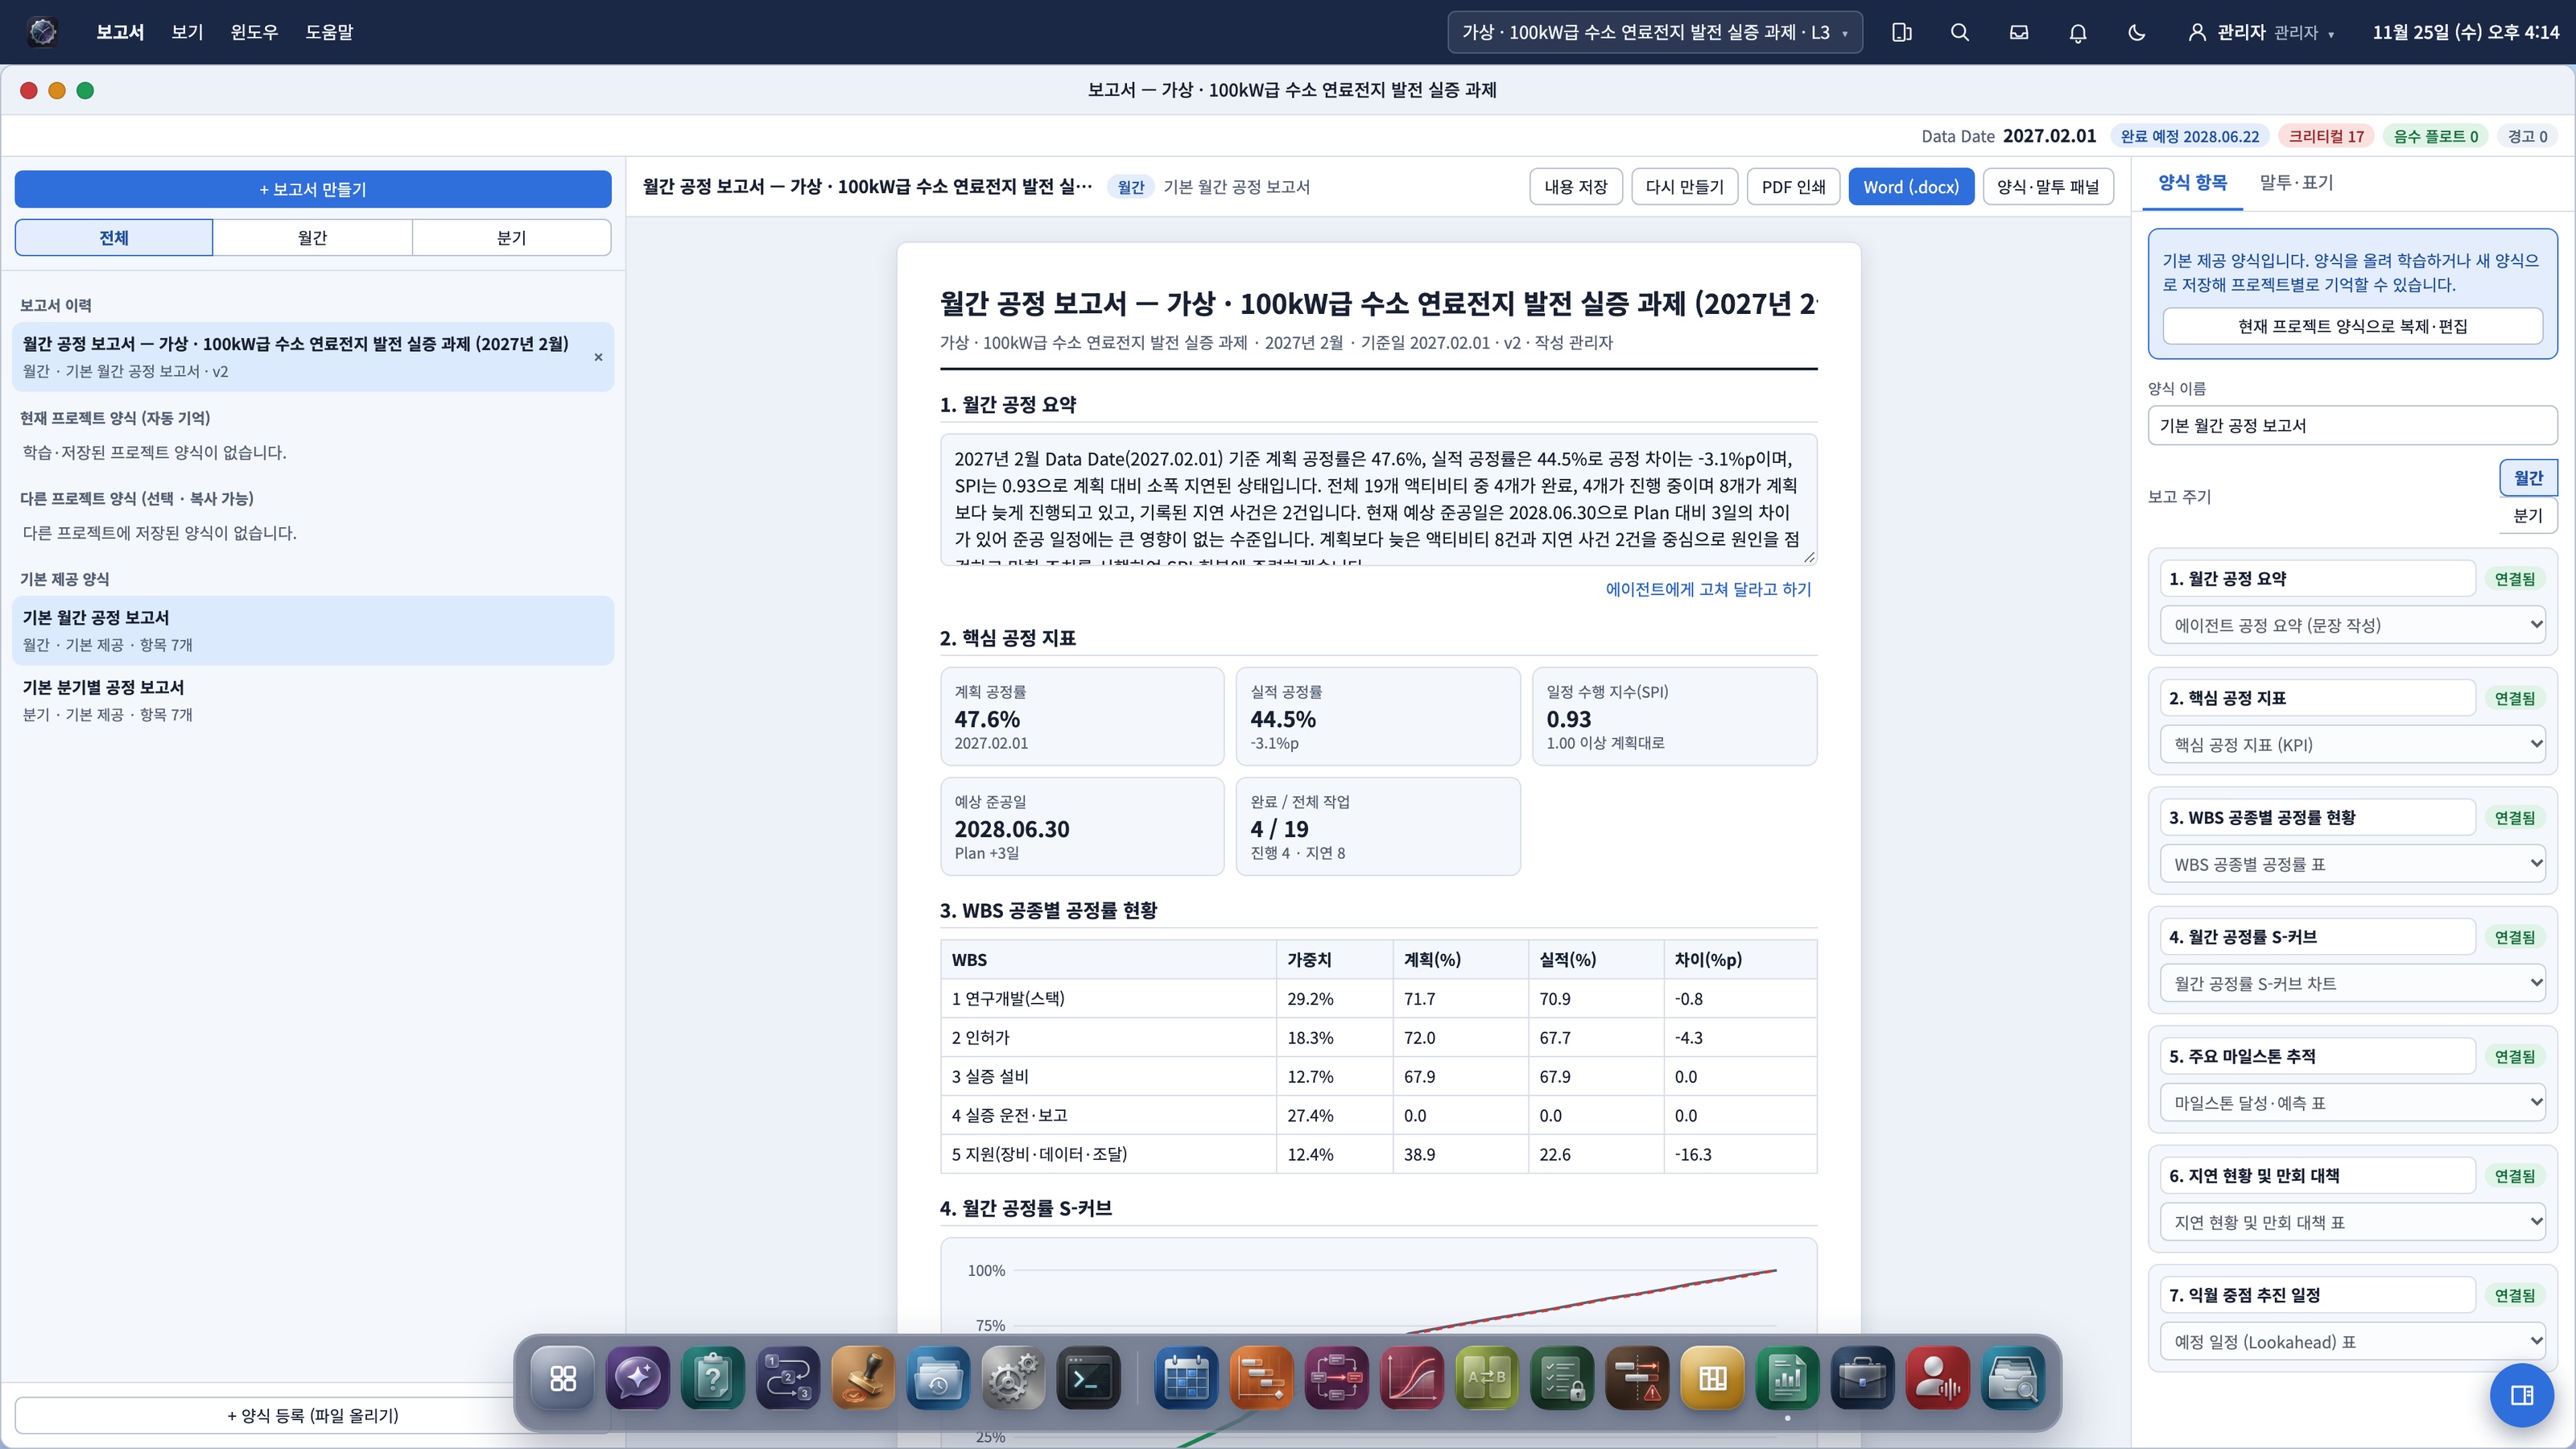 보고서 보기 윈도우 도움말
가상 · 100kW급 수소 연료전지 발전 실증 과제 · L3
관리자 관리자
11월 25일 (수) 오후 4:14
보고서 — 가상 · 100kW급 수소 연료전지 발전 실증 과제
Data Date 2027.02.01 완료 예정 2028.06.22 크리티컬 17 음수 플로트 0 경고 0
+ 보고서 만들기
전체 월간 분기
보고서 이력
월간 공정 보고서 — 가상 · 100kW급 수소 연료전지 발전 실증 과제 (2027년 2월)
월간 · 기본 월간 공정 보고서 · v2
현재 프로젝트 양식 (자동 기억)
학습·저장된 프로젝트 양식이 없습니다.
다른 프로젝트 양식 (선택 · 복사 가능)
다른 프로젝트에 저장된 양식이 없습니다.
기본 제공 양식
기본 월간 공정 보고서
월간 · 기본 제공 · 항목 7개
기본 분기별 공정 보고서
분기 · 기본 제공 · 항목 7개
+ 양식 등록 (파일 올리기)
월간 공정 보고서 — 가상 · 100kW급 수소 연료전지 발전 실… 월간 기본 월간 공정 보고서
내용 저장 다시 만들기 PDF 인쇄 Word (.docx) 양식·말투 패널
월간 공정 보고서 — 가상 · 100kW급 수소 연료전지 발전 실증 과제 (2027년 2
가상 · 100kW급 수소 연료전지 발전 실증 과제 · 2027년 2월 · 기준일 2027.02.01 · v2 · 작성 관리자
1. 월간 공정 요약
2027년 2월 Data Date(2027.02.01) 기준 계획 공정률은 47.6%, 실적 공정률은 44.5%로 공정 차이는 -3.1%p이며,
SPI는 0.93으로 계획 대비 소폭 지연된 상태입니다. 전체 19개 액티비티 중 4개가 완료, 4개가 진행 중이며 8개가 계획
보다 늦게 진행되고 있고, 기록된 지연 사건은 2건입니다. 현재 예상 준공일은 2028.06.30으로 Plan 대비 3일의 차이
가 있어 준공 일정에는 큰 영향이 없는 수준입니다. 계획보다 늦은 액티비티 8건과 지연 사건 2건을 중심으로 원인을 점
에이전트에게 고쳐 달라고 하기
2. 핵심 공정 지표
계획 공정률
47.6%
2027.02.01
실적 공정률
44.5%
-3.1%p
일정 수행 지수(SPI)
0.93
1.00 이상 계획대로
예상 준공일
2028.06.30
Plan +3일
완료 / 전체 작업
4 / 19
진행 4 · 지연 8
3. WBS 공종별 공정률 현황
WBS 가중치 계획(%) 실적(%) 차이(%p)
1 연구개발(스택) 29.2% 71.7 70.9 -0.8
2 인허가 18.3% 72.0 67.7 -4.3
3 실증 설비 12.7% 67.9 67.9 0.0
4 실증 운전·보고 27.4% 0.0 0.0 0.0
5 지원(장비·데이터·조달) 12.4% 38.9 22.6 -16.3
4. 월간 공정률 S-커브
100%
75%
25%
양식 항목 말투·표기
기본 제공 양식입니다. 양식을 올려 학습하거나 새 양식으
로 저장해 프로젝트별로 기억할 수 있습니다.
현재 프로젝트 양식으로 복제·편집
양식 이름
기본 월간 공정 보고서
보고 주기
월간
분기
1. 월간 공정 요약 연결됨
에이전트 공정 요약 (문장 작성)
2. 핵심 공정 지표 연결됨
핵심 공정 지표 (KPI)
3. WBS 공종별 공정률 현황 연결됨
WBS 공종별 공정률 표
4. 월간 공정률 S-커브 연결됨
월간 공정률 S-커브 차트
5. 주요 마일스톤 추적 연결됨
마일스톤 달성·예측 표
6. 지연 현황 및 만회 대책 연결됨
지연 현황 및 만회 대책 표
7. 익월 중점 추진 일정 연결됨
예정 일정 (Lookahead) 표
1
2
3
A⇄B